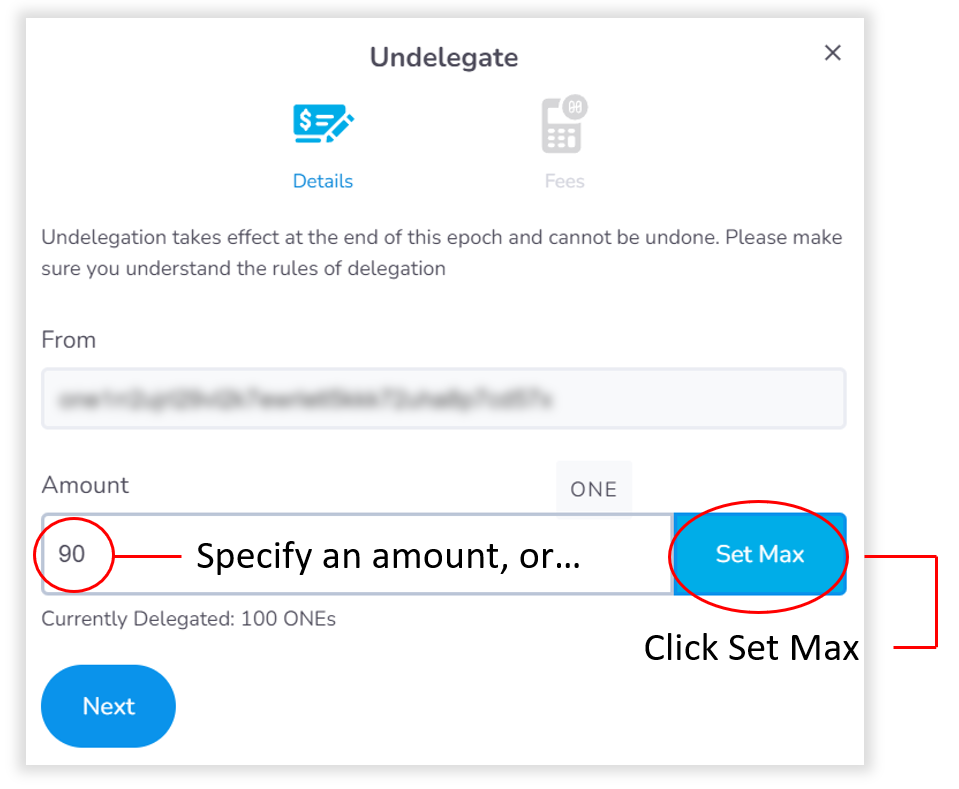 Undelegate
Details
Fees
Undelegation takes effect at the end of this epoch and cannot be undone. Please make
sure you understand the rules of delegation
From
Amount
ONE
90
Specify an amount, or...
Set Max
Currently Delegated: 100 ONEs
Click Set Max
Next